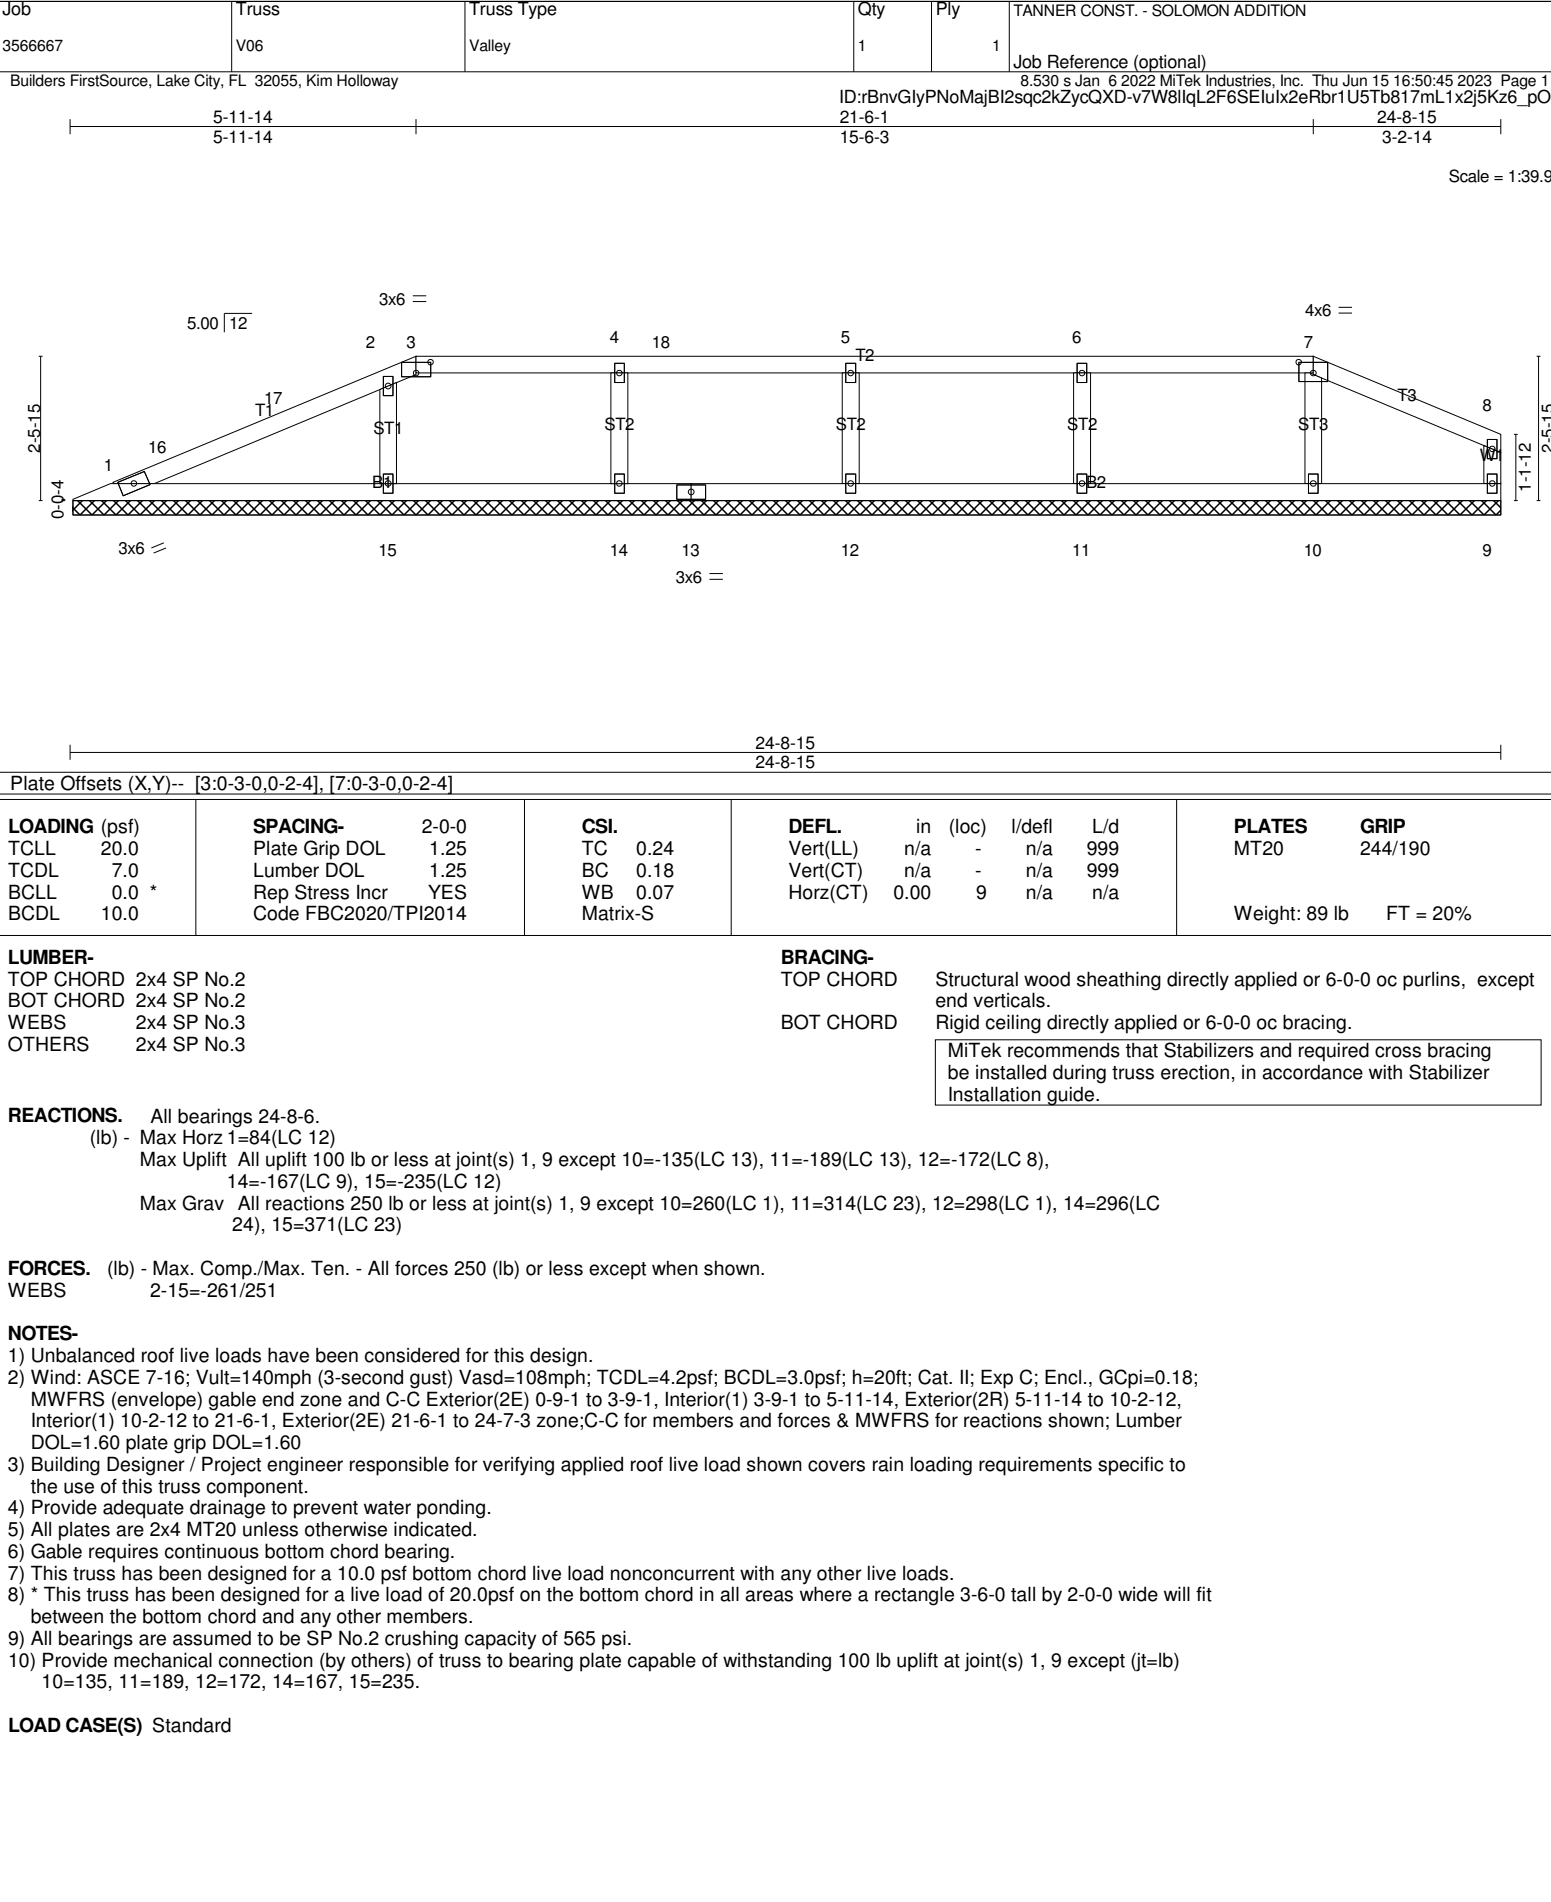 Job Truss Truss Type Qty Ply TANNER CONST. - SOLOMON ADDITION
3566667 V06 Valley 1 1
Job Reference (optional)
Builders FirstSource, Lake City, FL 32055, Kim Holloway 8.530 s Jan 6 2022 MiTek Industries, Inc. Thu Jun 15 16:50:45 2023 Page 1
5-11-14 21-6-1 24-8-15
5-11-14 15-6-3 3-2-14
Scale = 1:39.9
3x6 = 4x6 =
5.00 12
2 3 4 18 5 6 7
T2
17 T1 T3 8
2-5-15 2-5-15
16 ST1 ST2 ST2 ST2 ST3
1 W1 1-1-12
0-0-4 B1 B2
3x6 = 15 14 13 12 11 10 9
3x6 =
24-8-15
24-8-15
Plate Offsets (X,Y)-- [3:0-3-0,0-2-4], [7:0-3-0,0-2-4]
LOADING (psf) SPACING- 2-0-0 CSI. DEFL. in (loc) l/defl L/d PLATES GRIP
TCLL 20.0 Plate Grip DOL 1.25 TC 0.24 Vert(LL) n/a - n/a 999 MT20 244/190
TCDL 7.0 Lumber DOL 1.25 BC 0.18 Vert(CT) n/a - n/a 999
BCLL 0.0 * Rep Stress Incr YES WB 0.07 Horz(CT) 0.00 9 n/a n/a
BCDL 10.0 Code FBC2020/TPI2014 Matrix-S Weight: 89 lb FT = 20%
LUMBER- BRACING-
TOP CHORD 2x4 SP No.2 TOP CHORD Structural wood sheathing directly applied or 6-0-0 oc purlins, except
BOT CHORD 2x4 SP No.2 end verticals.
WEBS 2x4 SP No.3 BOT CHORD Rigid ceiling directly applied or 6-0-0 oc bracing.
OTHERS 2x4 SP No.3 MiTek recommends that Stabilizers and required cross bracing
be installed during truss erection, in accordance with Stabilizer
Installation guide.
REACTIONS. All bearings 24-8-6.
(lb) - Max Horz 1=84(LC 12)
Max Uplift All uplift 100 lb or less at joint(s) 1, 9 except 10=-135(LC 13), 11=-189(LC 13), 12=-172(LC 8),
14=-167(LC 9), 15=-235(LC 12)
Max Grav All reactions 250 lb or less at joint(s) 1, 9 except 10=260(LC 1), 11=314(LC 23), 12=298(LC 1), 14=296(LC
24), 15=371(LC 23)
FORCES. (lb) - Max. Comp./Max. Ten. - All forces 250 (lb) or less except when shown.
WEBS 2-15=-261/251
NOTES-
1) Unbalanced roof live loads have been considered for this design.
2) Wind: ASCE 7-16; Vult=140mph (3-second gust) Vasd=108mph; TCDL=4.2psf; BCDL=3.0psf; h=20ft; Cat. II; Exp C; Encl., GCpi=0.18;
MWFRS (envelope) gable end zone and C-C Exterior(2E) 0-9-1 to 3-9-1, Interior(1) 3-9-1 to 5-11-14, Exterior(2R) 5-11-14 to 10-2-12,
Interior(1) 10-2-12 to 21-6-1, Exterior(2E) 21-6-1 to 24-7-3 zone;C-C for members and forces & MWFRS for reactions shown; Lumber
DOL=1.60 plate grip DOL=1.60
3) Building Designer / Project engineer responsible for verifying applied roof live load shown covers rain loading requirements specific to
the use of this truss component.
4) Provide adequate drainage to prevent water ponding.
5) All plates are 2x4 MT20 unless otherwise indicated.
6) Gable requires continuous bottom chord bearing.
7) This truss has been designed for a 10.0 psf bottom chord live load nonconcurrent with any other live loads.
8) * This truss has been designed for a live load of 20.0psf on the bottom chord in all areas where a rectangle 3-6-0 tall by 2-0-0 wide will fit
between the bottom chord and any other members.
9) All bearings are assumed to be SP No.2 crushing capacity of 565 psi.
10) Provide mechanical connection (by others) of truss to bearing plate capable of withstanding 100 lb uplift at joint(s) 1, 9 except (jt=lb)
10=135, 11=189, 12=172, 14=167, 15=235.
LOAD CASE(S) Standard